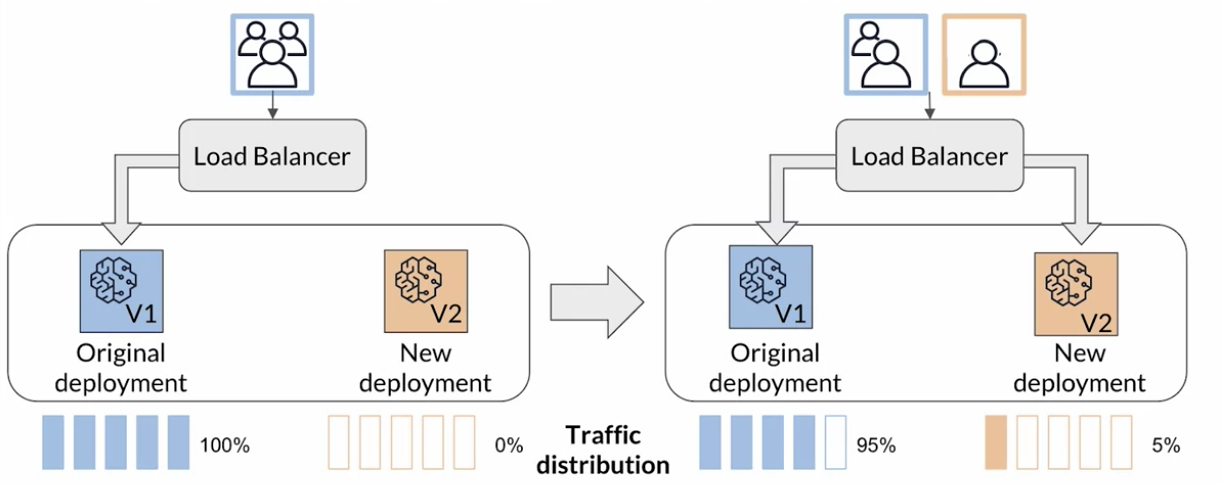 Load Balancer
V1
Original
deployment
V2
New
deployment
100%
0%
Traffic
distribution
Load Balancer
V1
Original
deployment
V2
New
deployment
95%
5%